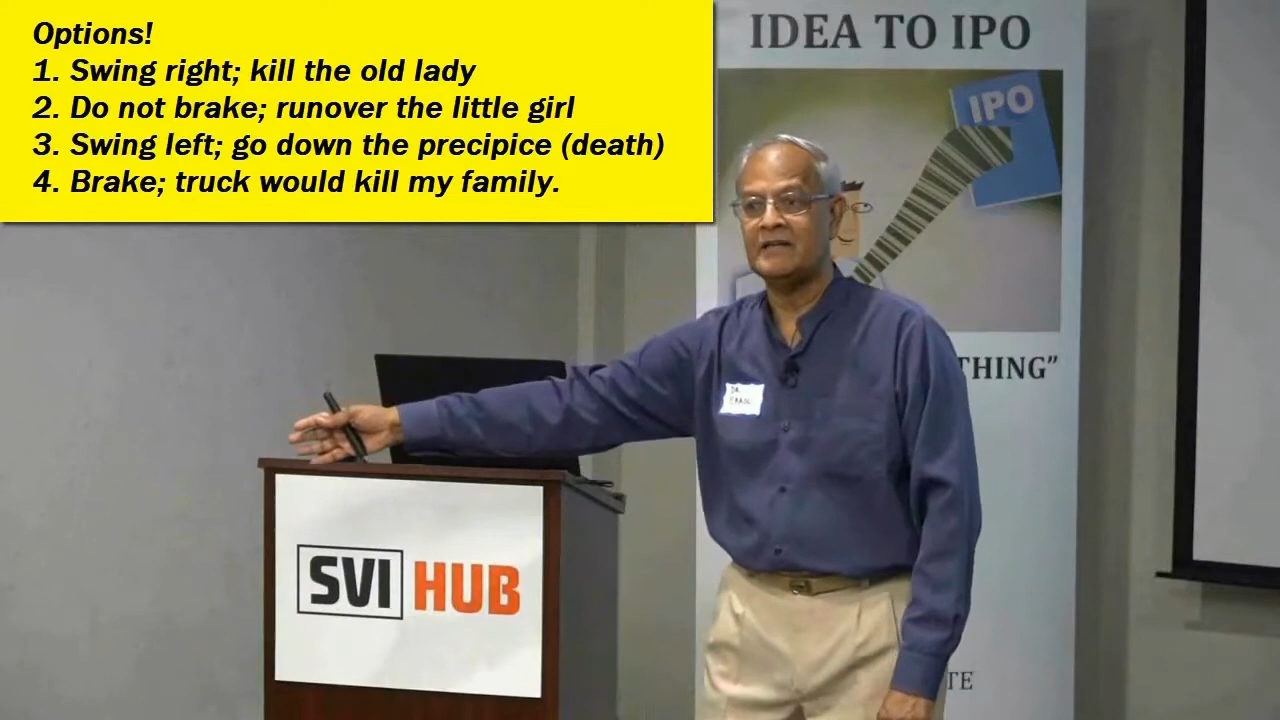 Options!
1. Swing right; kill the old lady
2. Do not brake; runover the little girl
3. Swing left; go down the precipice (death)
4. Brake; truck would kill my family.
IDEA TO IPO
IPO
THING”
DR
SVI HUB
TE